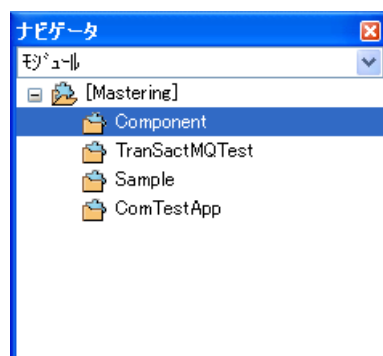 ナビゲータ
ﾓｼﾞｭｰﾙ
[Mastering]
Component
TranSactMQTest
Sample
ComTestApp